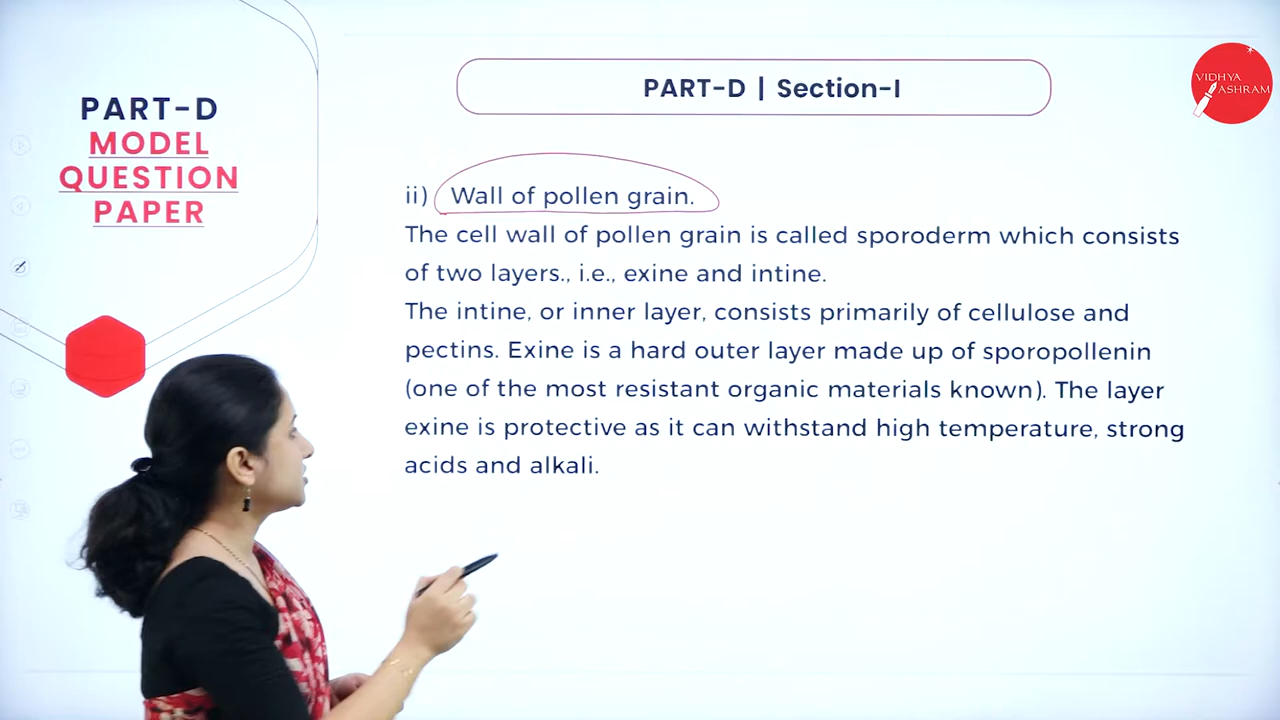 PART-D
MODEL
QUESTION
PAPER
PART-D | Section-I
VIDHYA
ASHRAM
ii) Wall of pollen grain.
The cell wall of pollen grain is called sporoderm which consists
of two layers., i.e., exine and intine.
The intine, or inner layer, consists primarily of cellulose and
pectins. Exine is a hard outer layer made up of sporopollenin
(one of the most resistant organic materials known). The layer
exine is protective as it can withstand high temperature, strong
acids and alkali.